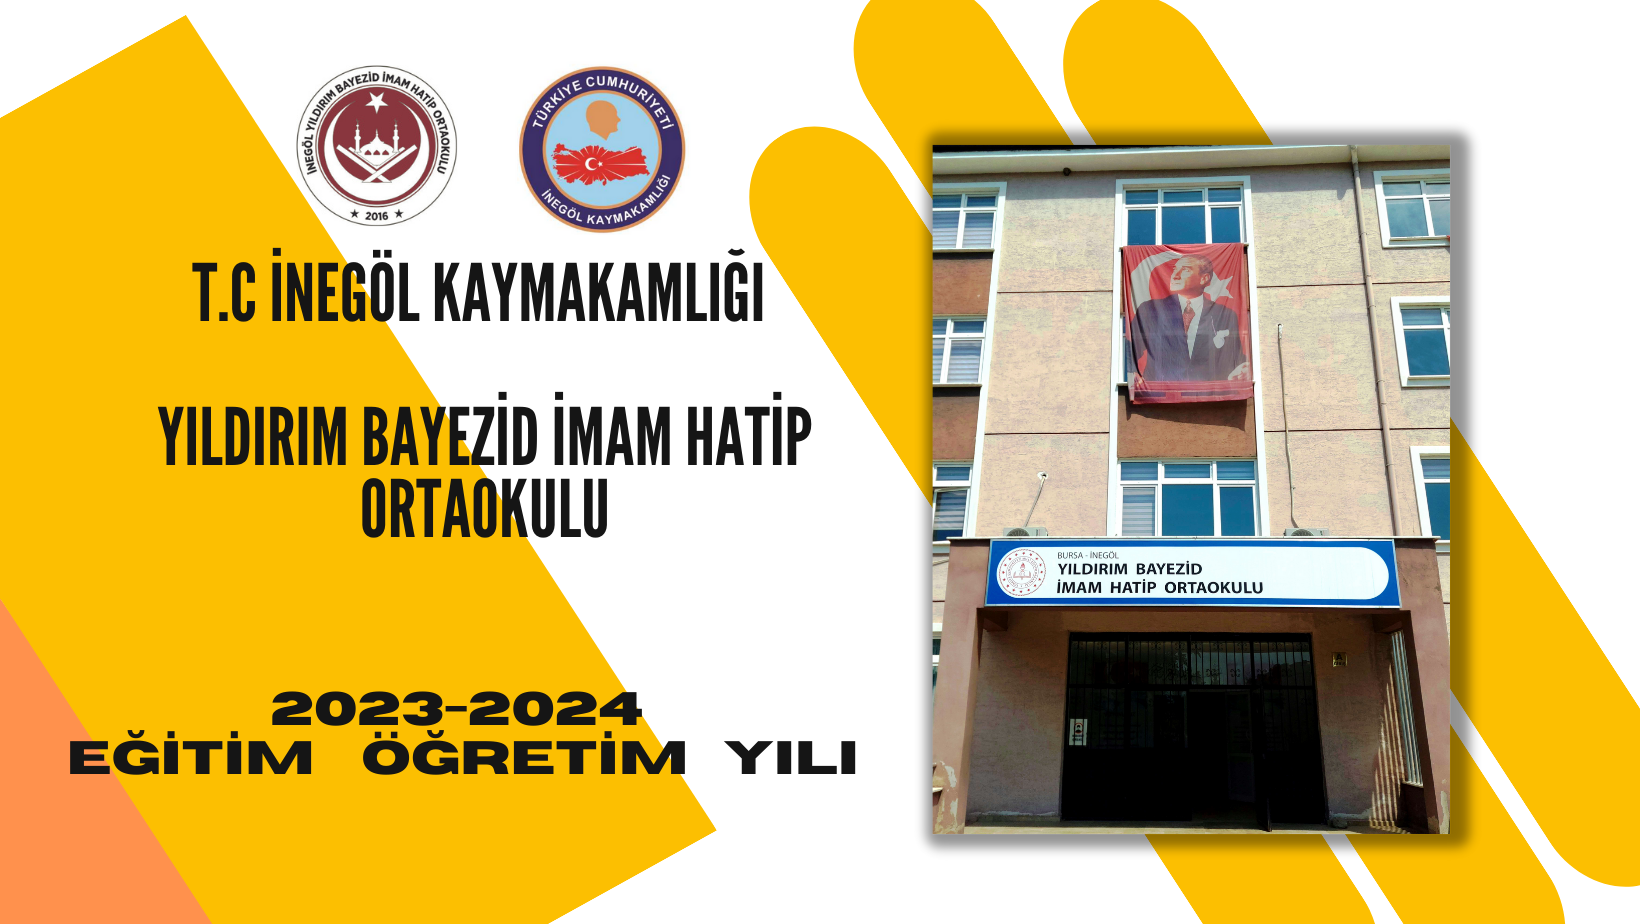 İNEGÖL YILDIRIM BAYEZİD İMAM HATİP ORTAOKULU
2016
TÜRKİYE CUMHURİYETİ
İNEGÖL KAYMAKAMLIĞI
T.C İNEGÖL KAYMAKAMLIĞI
YILDIRIM BAYEZİD İMAM HATİP
ORTAOKULU
2023-2024
EĞİTİM ÖĞRETİM YILI
BURSA - İNEGÖL
YILDIRIM BAYEZİD
İMAM HATİP ORTAOKULU